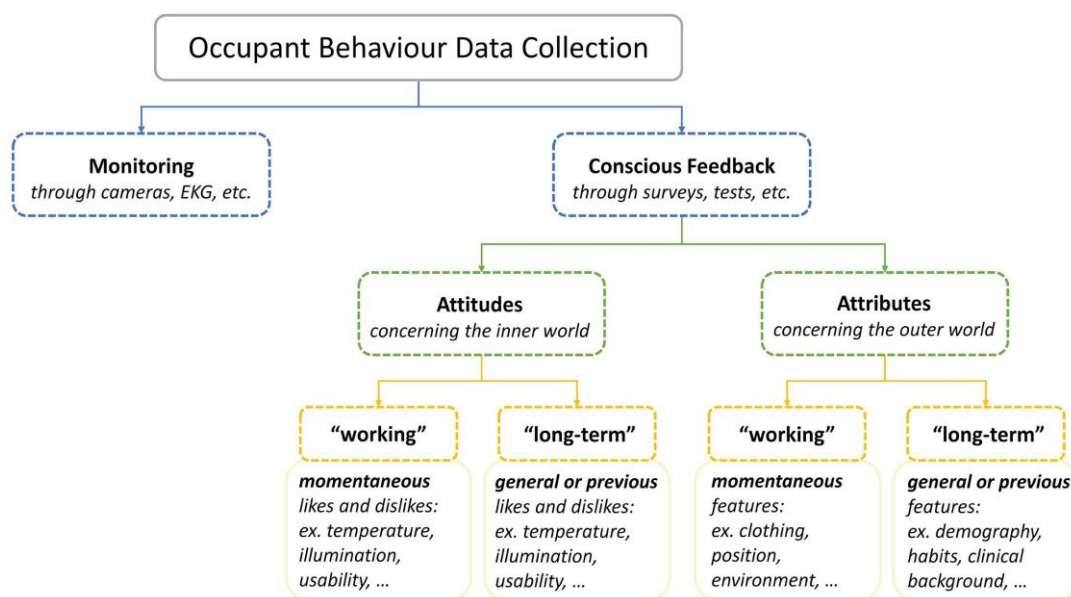 Occupant Behaviour Data Collection
Monitoring
through cameras, EKG, etc.
Conscious Feedback
through surveys, tests, etc.
Attitudes
concerning the inner world
Attributes
concerning the outer world
“working”
momentaneous
likes and dislikes:
ex. temperature,
illumination,
usability, ...
“long-term”
general or previous
likes and dislikes:
ex. temperature,
illumination,
usability, ...
“working”
momentaneous
features:
ex. clothing,
position,
environment, ...
“long-term”
general or previous
features:
ex. demography,
habits, clinical
background, ...